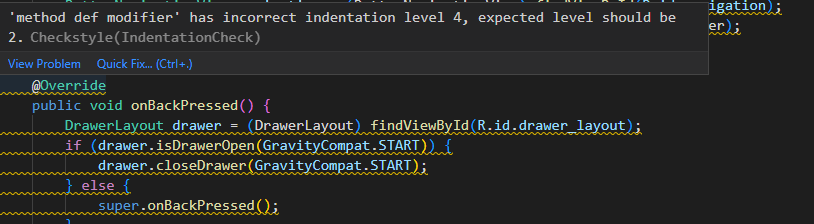 'method def modifier' has incorrect indentation level 4, expected level should be
igation);
2. Checkstyle(IndentationCheck)
er);
View Problem Quick Fix... (Ctrl+.)
@Override
public void onBackPressed() {
DrawerLayout drawer = (DrawerLayout) findViewById(R.id.drawer_layout);
if (drawer.isDrawerOpen(GravityCompat.START)) {
drawer.closeDrawer(GravityCompat.START);
} else {
super.onBackPressed();